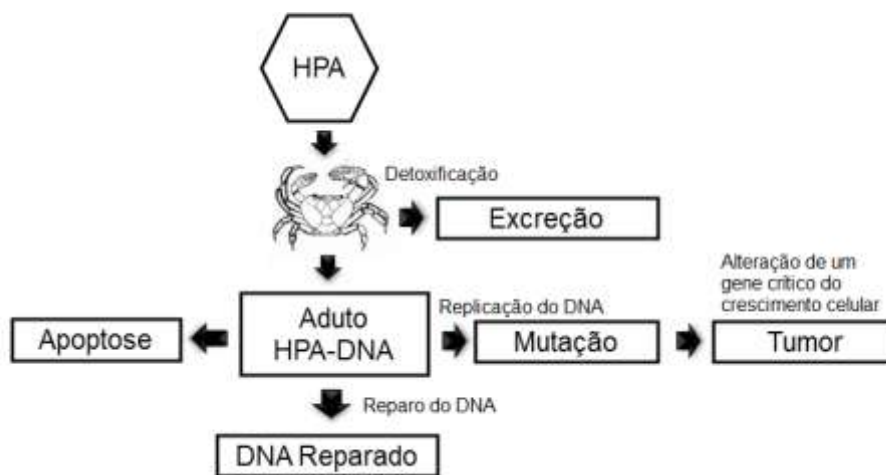 HPA
Detoxificação
Excreção
Alteração de um
gene crítico do
crescimento celular
Replicação do DNA
Apoptose
Aduto
HPA-DNA
Mutação
Tumor
Reparo do DNA
DNA Reparado